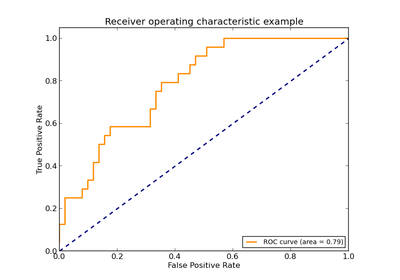 Receiver operating characteristic example
1.0
0.8
0.6
0.4
0.2
0.0
True Positive Rate
0.0 0.2 0.4 0.6 0.8 1.0
False Positive Rate
ROC curve (area = 0.79)